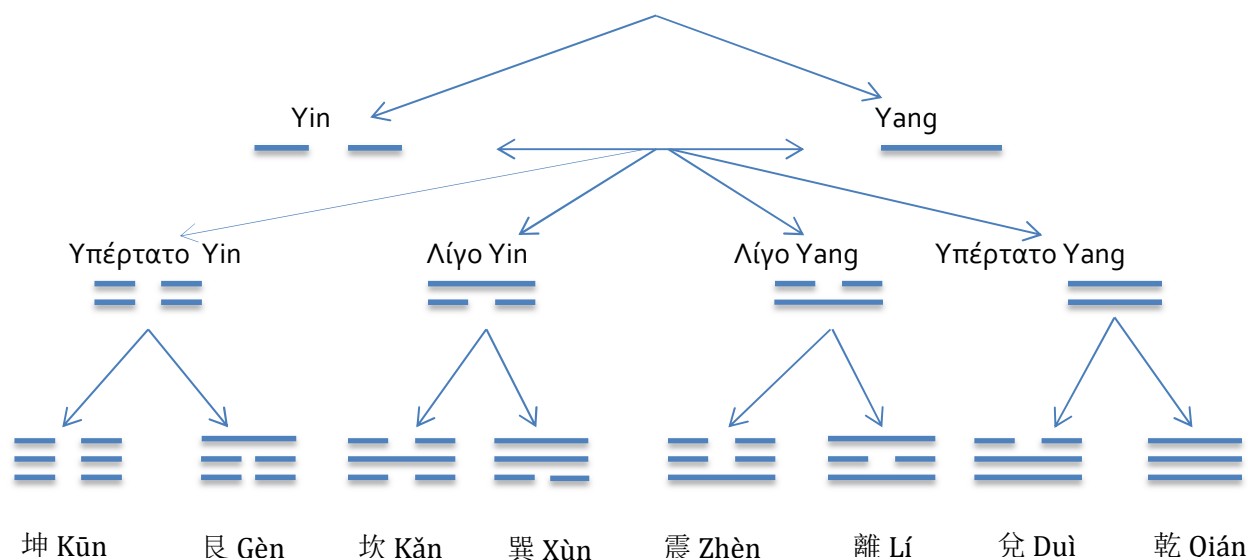 Yin Yang
Υπέρτατο Yin Λίγο Yin Λίγο Yang Υπέρτατο Yang
坤 Kūn 艮 Gèn 坎 Kǎn 巽 Xùn 震 Zhèn 離 Lí 兌 Duì 乾 Qián